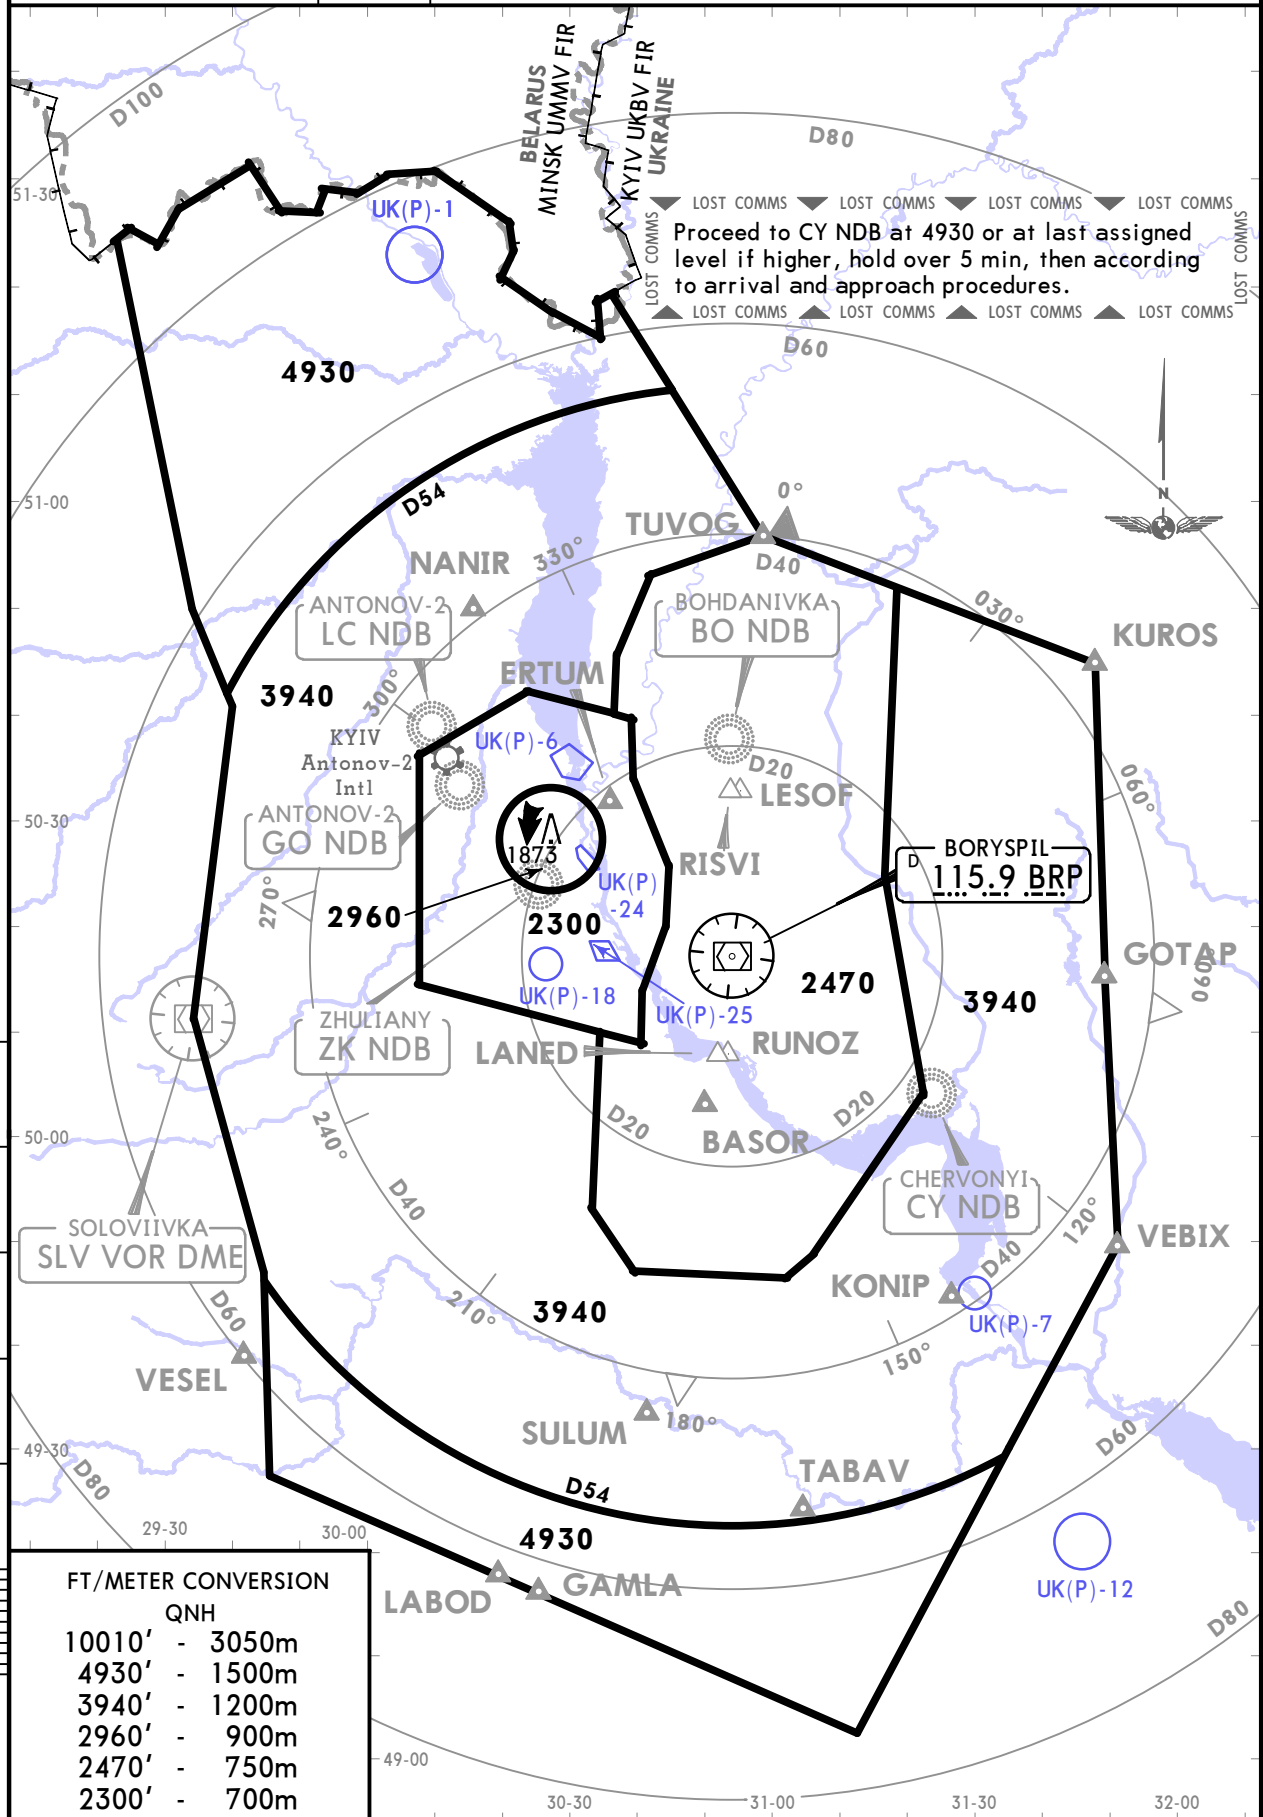 D100
BELARUS
MINSK UMMV FIR
KYIV UKBV FIR
UKRAINE
D80
51-30
UK(P)-1
LOST COMMS LOST COMMS LOST COMMS LOST COMMS
LOST COMMS
Proceed to CY NDB at 4930 or at last assigned
level if higher, hold over 5 min, then according
to arrival and approach procedures.
LOST COMMS
LOST COMMS LOST COMMS LOST COMMS LOST COMMS
D60
4930
51-00
D54
0°
N
TUVOG
D40
330°
NANIR
ANTONOV-2
LC NDB
BOHDANIVKA
BO NDB
030°
KUROS
ERTUM
3940
300°
KYIV
Antonov-2
Intl
UK(P)-6
D20
LESOF
060°
ANTONOV-2
GO NDB
50-30
1873
RISVI
D
BORYSPIL
115.9 BRP
UK(P)
-24
270°
2960
2300
GOTAP
090°
2470
3940
UK(P)-18
UK(P)-25
ZHULIANY
ZK NDB
LANED
RUNOZ
50-00
240°
D20
BASOR
D20
D40
CHERVONYI
CY NDB
120°
SOLOVIIVKA
SLV VOR DME
VEBIX
D40
KONIP
210°
3940
UK(P)-7
D60
150°
VESEL
180°
SULUM
49-30
D60
D80
TABAV
D54
29-30
30-00
4930
UK(P)-12
LABOD
GAMLA
D80
FT/METER CONVERSION
QNH
10010' - 3050m
4930' - 1500m
3940' - 1200m
2960' - 900m
2470' - 750m
2300' - 700m
49-00
30-30
31-00
31-30
32-00